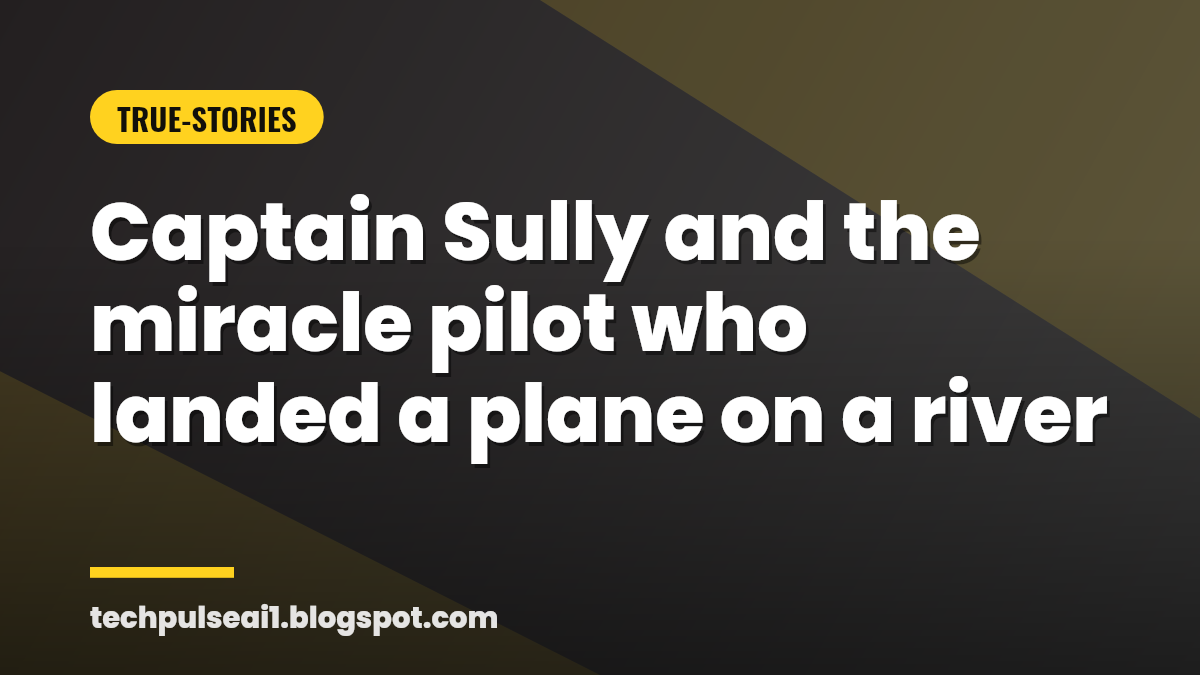 TRUE-STORIES
Captain Sully and the
miracle pilot who
landed a plane on a river
techpulseai1.blogspot.com